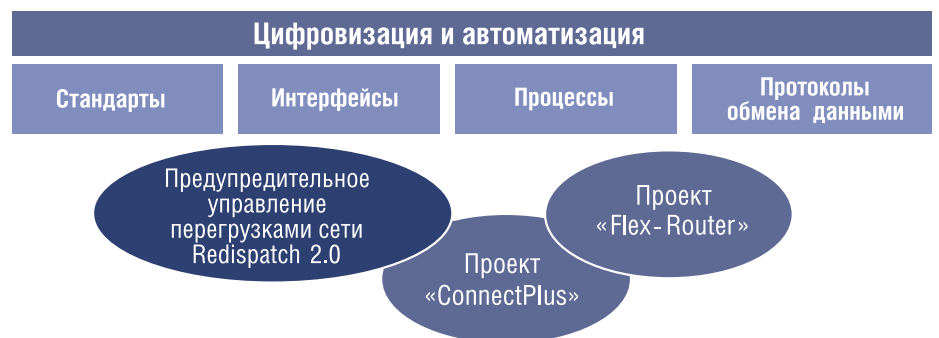 Цифровизация и автоматизация
Стандарты
Интерфейсы
Процессы
Протоколы
обмена данными
Предупредительное
управление
перегрузками сети
Redispatch 2.0
Проект
«ConnectPlus»
Проект
«Flex-Router»